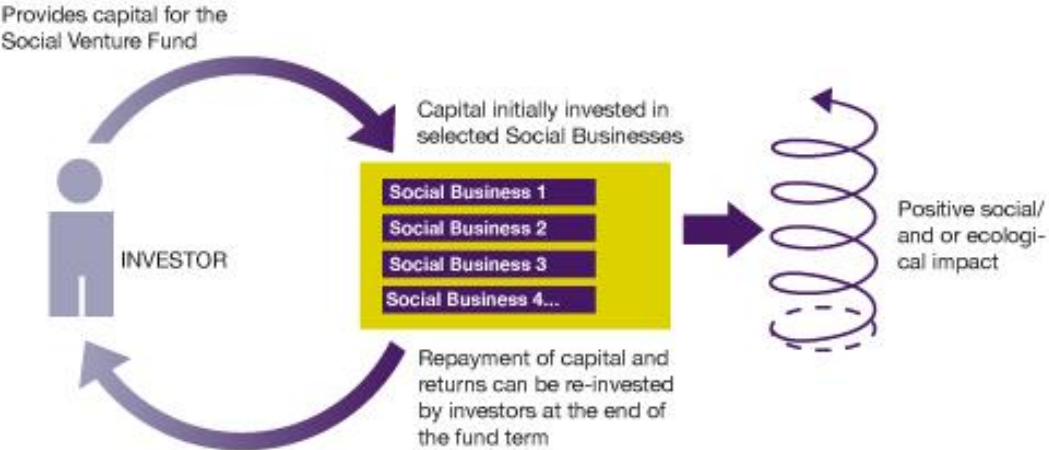 Provides capital for the
Social Venture Fund
Capital initially invested in
selected Social Businesses
Social Business 1
Social Business 2
Social Business 3
Social Business 4...
INVESTOR
Positive social/
and or ecologi-
cal impact
Repayment of capital and
returns can be re-invested
by investors at the end of
the fund term